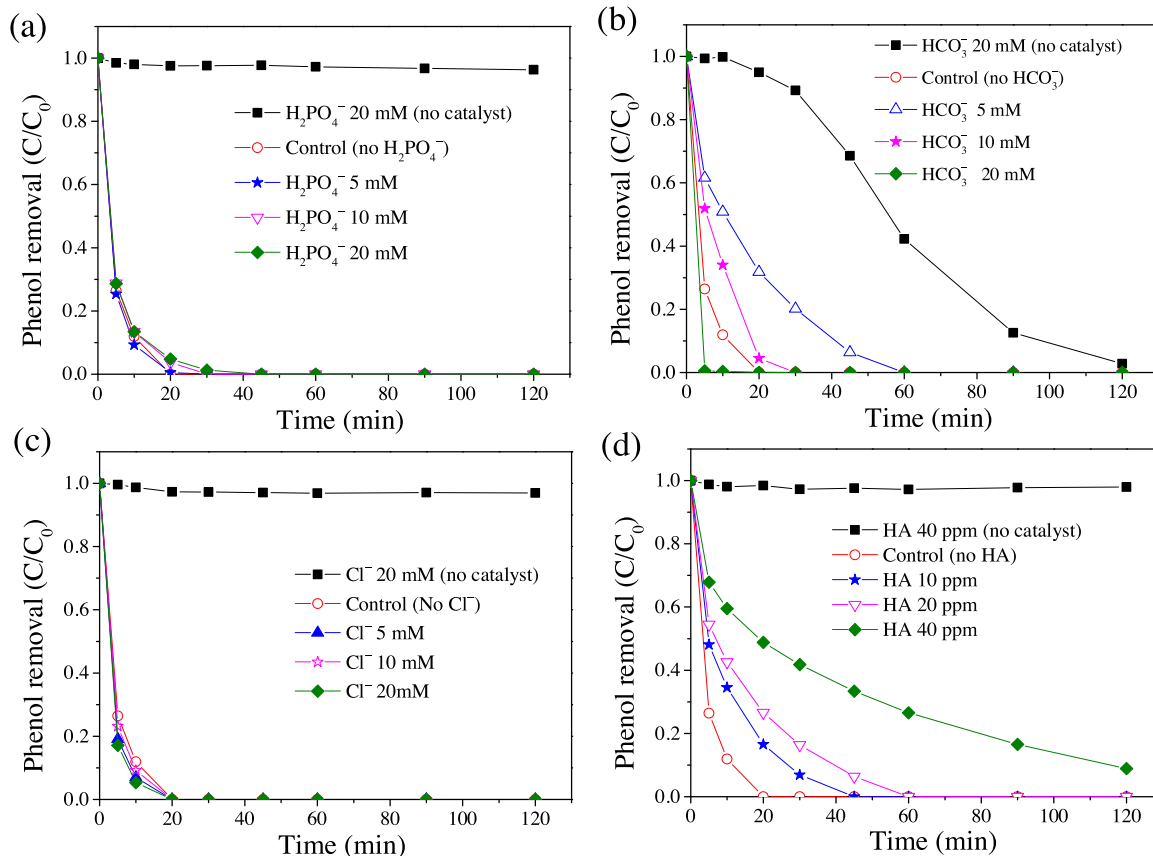 (a)
Phenol removal (C/C₀)
1.0
0.8
0.6
0.4
0.2
0.0
H₂PO₄⁻ 20 mM (no catalyst)
Control (no H₂PO₄⁻)
H₂PO₄⁻ 5 mM
H₂PO₄⁻ 10 mM
H₂PO₄⁻ 20 mM
0 20 40 60 80 100 120
Time (min)
(b)
Phenol removal (C/C₀)
1.0
0.8
0.6
0.4
0.2
0.0
HCO₃⁻ 20 mM (no catalyst)
Control (no HCO₃⁻)
HCO₃⁻ 5 mM
HCO₃⁻ 10 mM
HCO₃⁻ 20 mM
0 20 40 60 80 100 120
Time (min)
(c)
Phenol removal (C/C₀)
1.0
0.8
0.6
0.4
0.2
0.0
Cl⁻ 20 mM (no catalyst)
Control (No Cl⁻)
Cl⁻ 5 mM
Cl⁻ 10 mM
Cl⁻ 20mM
0 20 40 60 80 100 120
Time (min)
(d)
Phenol removal (C/C₀)
1.0
0.8
0.6
0.4
0.2
0.0
HA 40 ppm (no catalyst)
Control (no HA)
HA 10 ppm
HA 20 ppm
HA 40 ppm
0 20 40 60 80 100 120
Time (min)